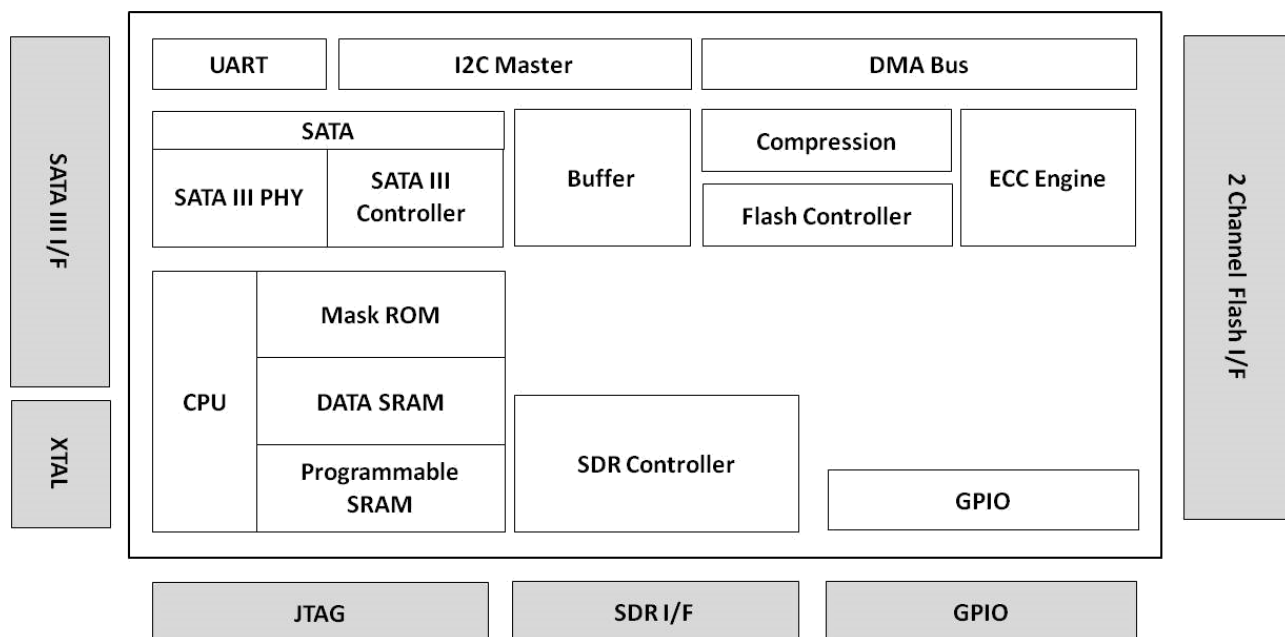 UART
I2C Master
DMA Bus
SATA
SATA III PHY
SATA III
Controller
Buffer
Compression
Flash Controller
ECC Engine
CPU
Mask ROM
DATA SRAM
Programmable
SRAM
SDR Controller
GPIO
SATA III I/F
XTAL
2 Channel Flash I/F
JTAG
SDR I/F
GPIO